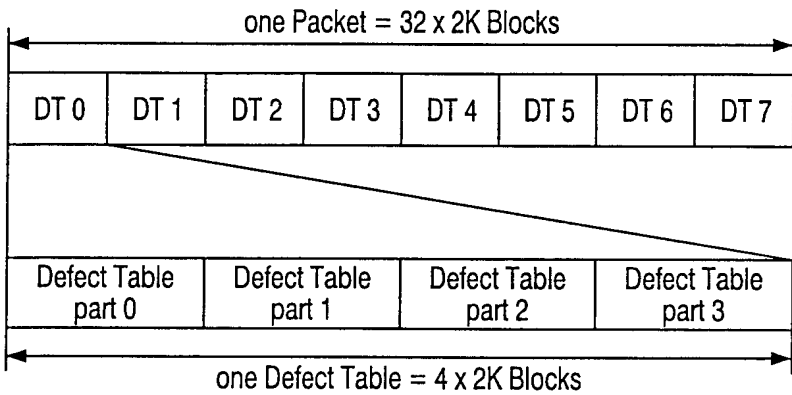 one Packet = 32 x 2K Blocks
DT 0 DT 1 DT 2 DT 3 DT 4 DT 5 DT 6 DT 7
Defect Table Defect Table Defect Table Defect Table
part 0 part 1 part 2 part 3
one Defect Table = 4 x 2K Blocks